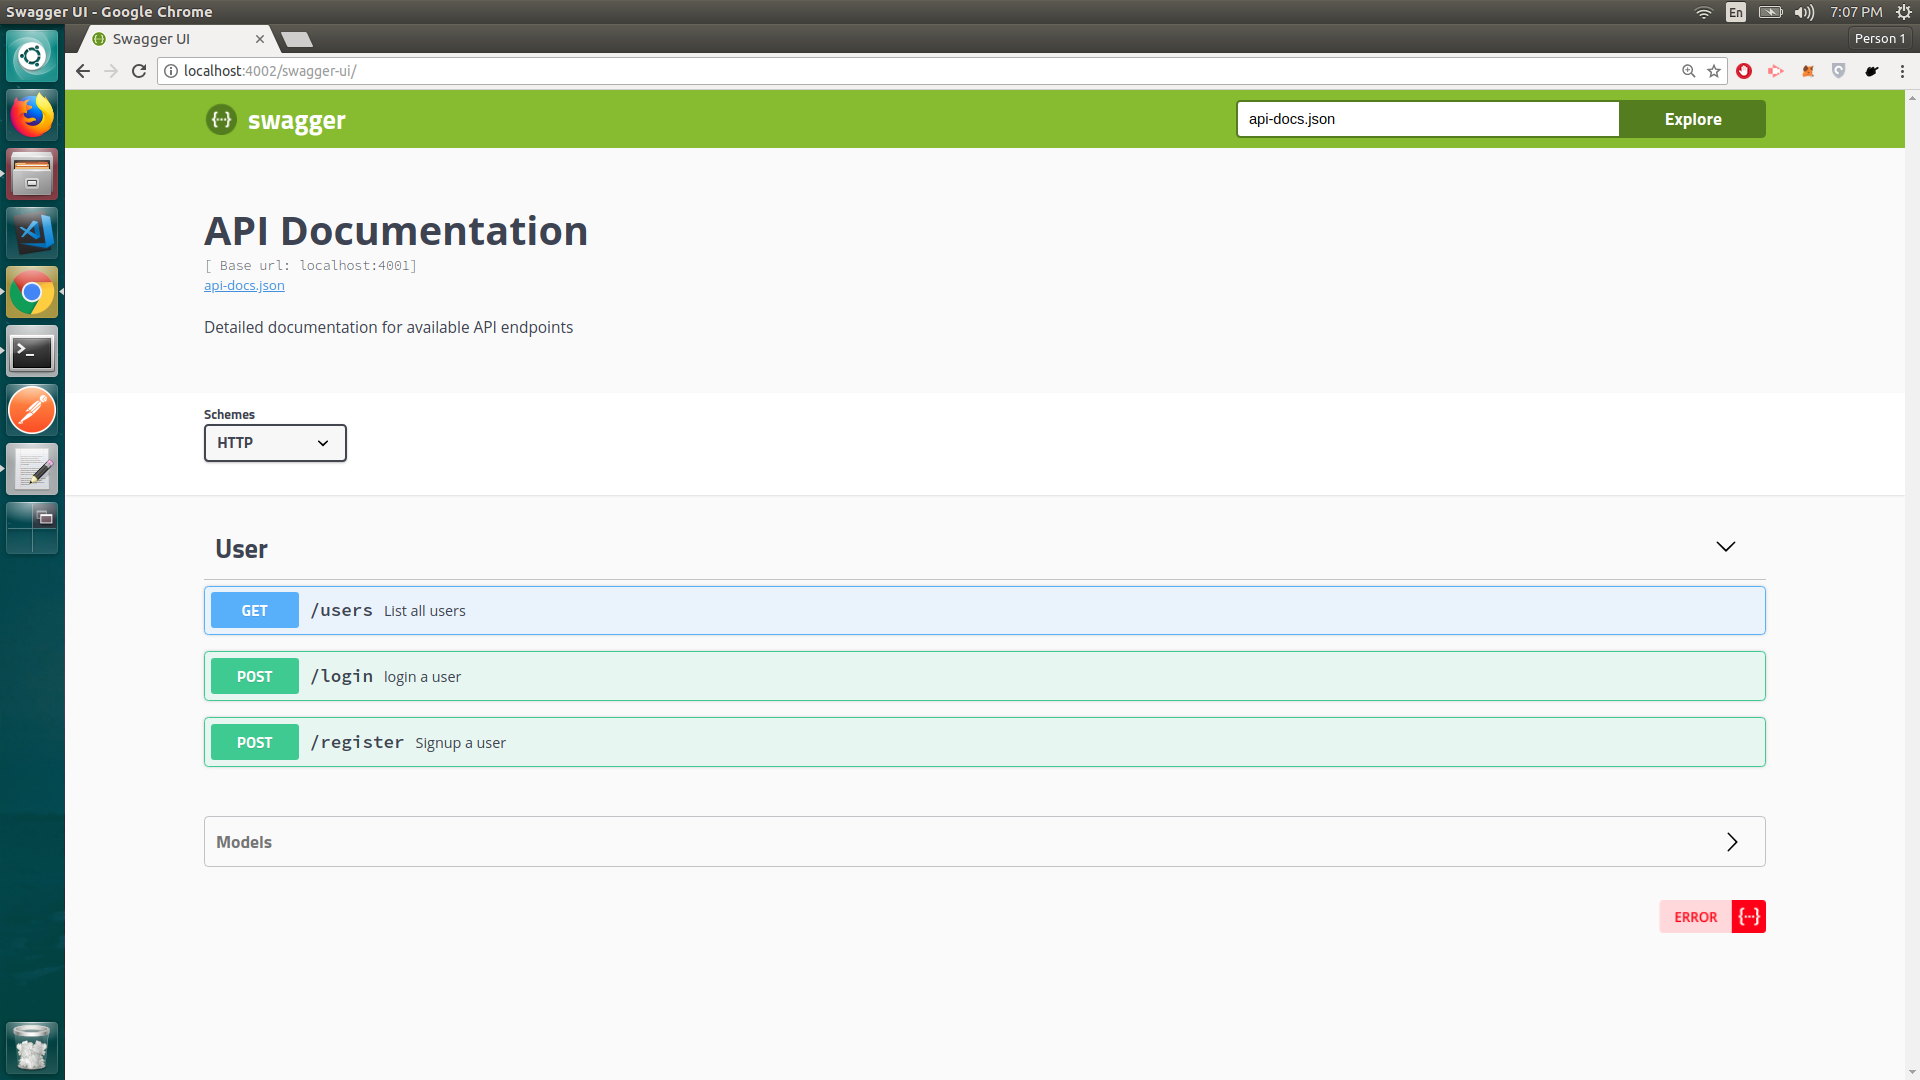 Swagger UI - Google Chrome
En
7:07 PM
Swagger UI
Person 1
localhost:4002/swagger-ui/
{···} swagger
api-docs.json
Explore
API Documentation
[ Base url: localhost:4001]
api-docs.json
Detailed documentation for available API endpoints
Schemes
HTTP
User
GET /users List all users
POST /login login a user
POST /register Signup a user
Models
ERROR {···}